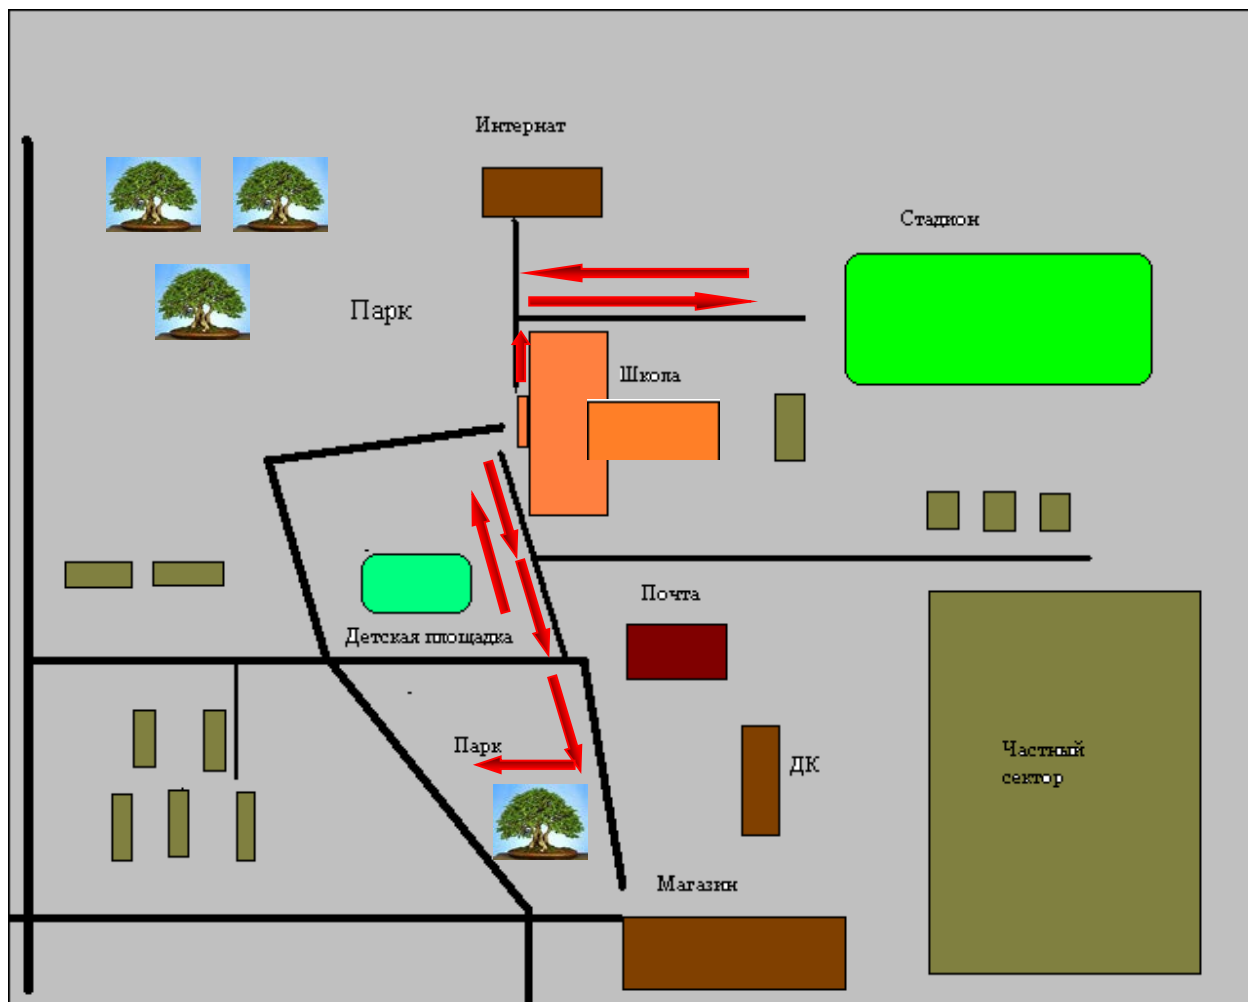 Интернат
Стадион
Парк
Школа
Почта
Детская площадка
Парк
ДК
Частный
сектор
Магазин